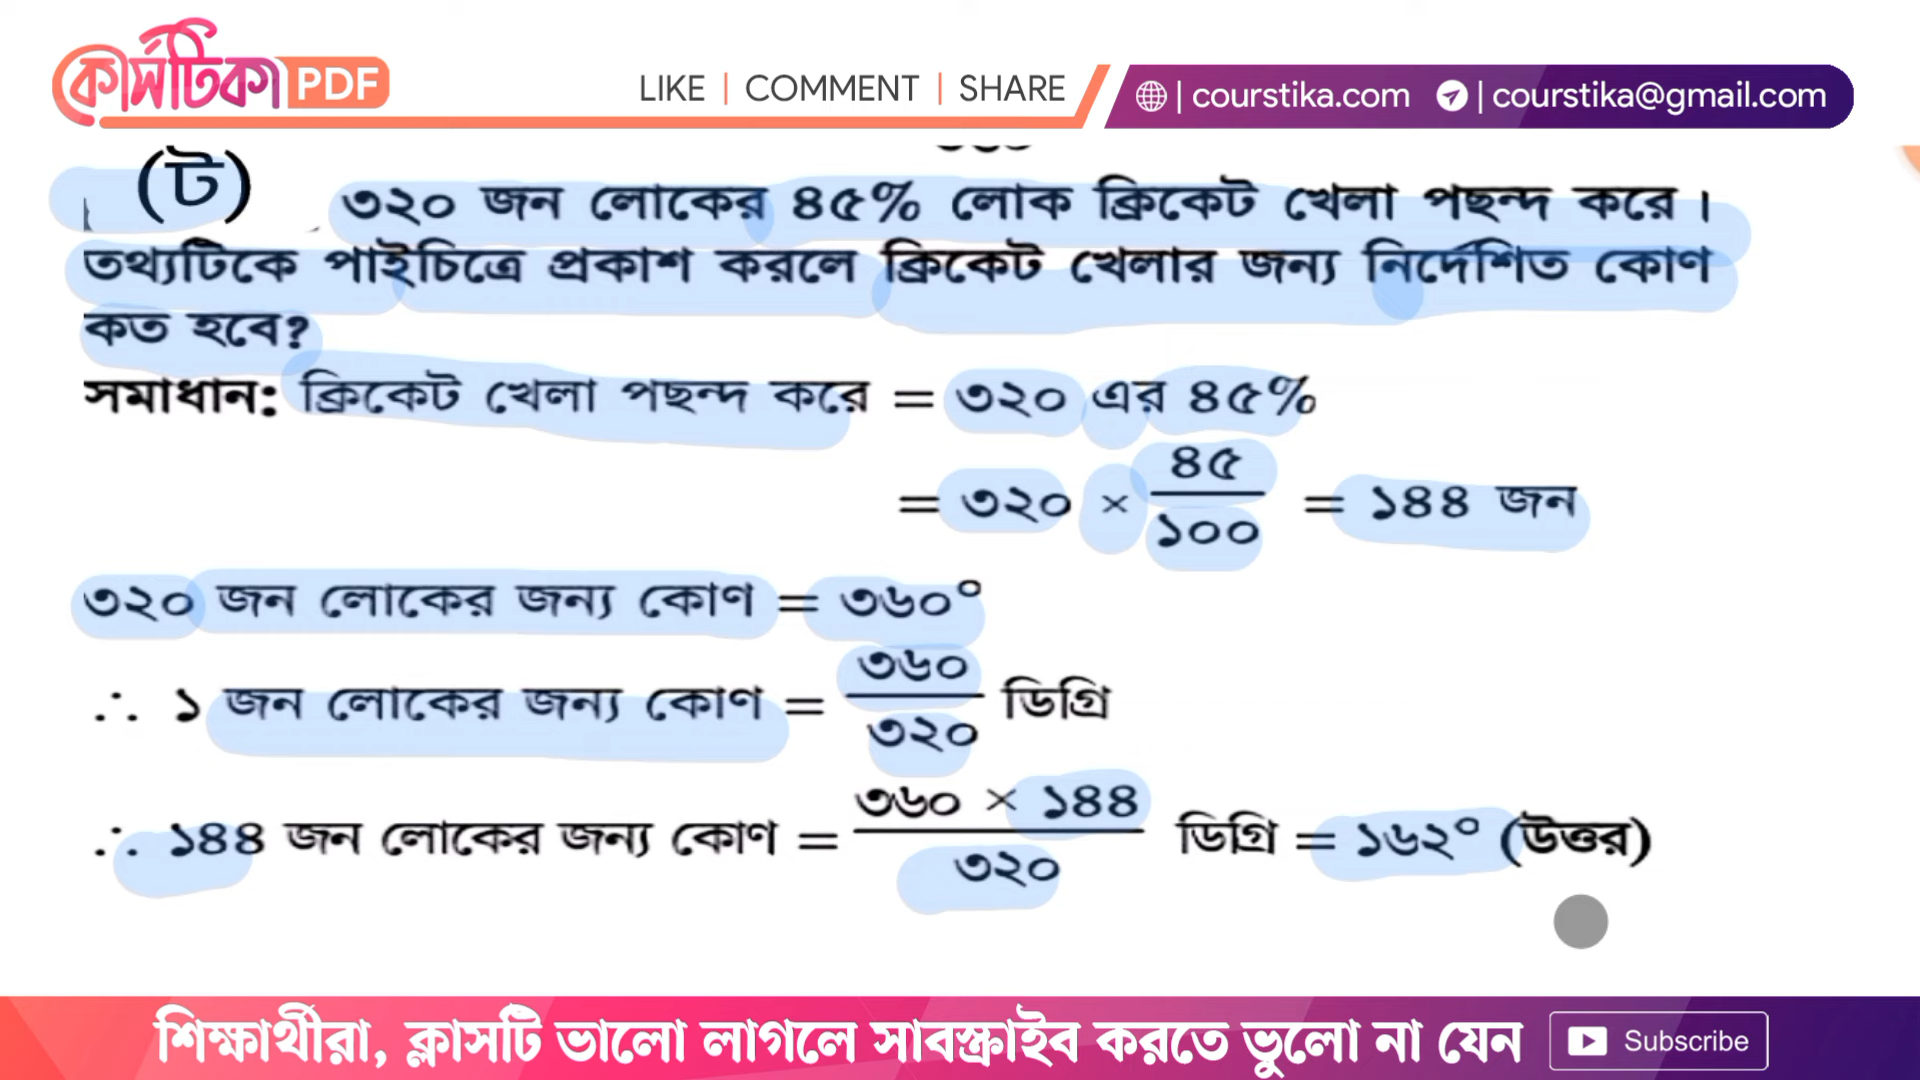 কোর্সটিকা PDF
LIKE | COMMENT | SHARE
| courstika.com | courstika@gmail.com
(ট) ৩২০ জন লোকের ৪৫% লোক ক্রিকেট খেলা পছন্দ করে।
তথ্যটিকে পাইচিত্রে প্রকাশ করলে ক্রিকেট খেলার জন্য নির্দেশিত কোণ
কত হবে?
সমাধান: ক্রিকেট খেলা পছন্দ করে = ৩২০ এর ৪৫%
= ৩২০ × ৪৫/১০০ = ১৪৪ জন
৩২০ জন লোকের জন্য কোণ = ৩৬০°
∴ ১ জন লোকের জন্য কোণ = ৩৬০/৩২০ ডিগ্রি
∴ ১৪৪ জন লোকের জন্য কোণ = ৩৬০ × ১৪৪/৩২০ ডিগ্রি = ১৬২° (উত্তর)
শিক্ষার্থীরা, ক্লাসটি ভালো লাগলে সাবস্ক্রাইব করতে ভুলো না যেন
Subscribe